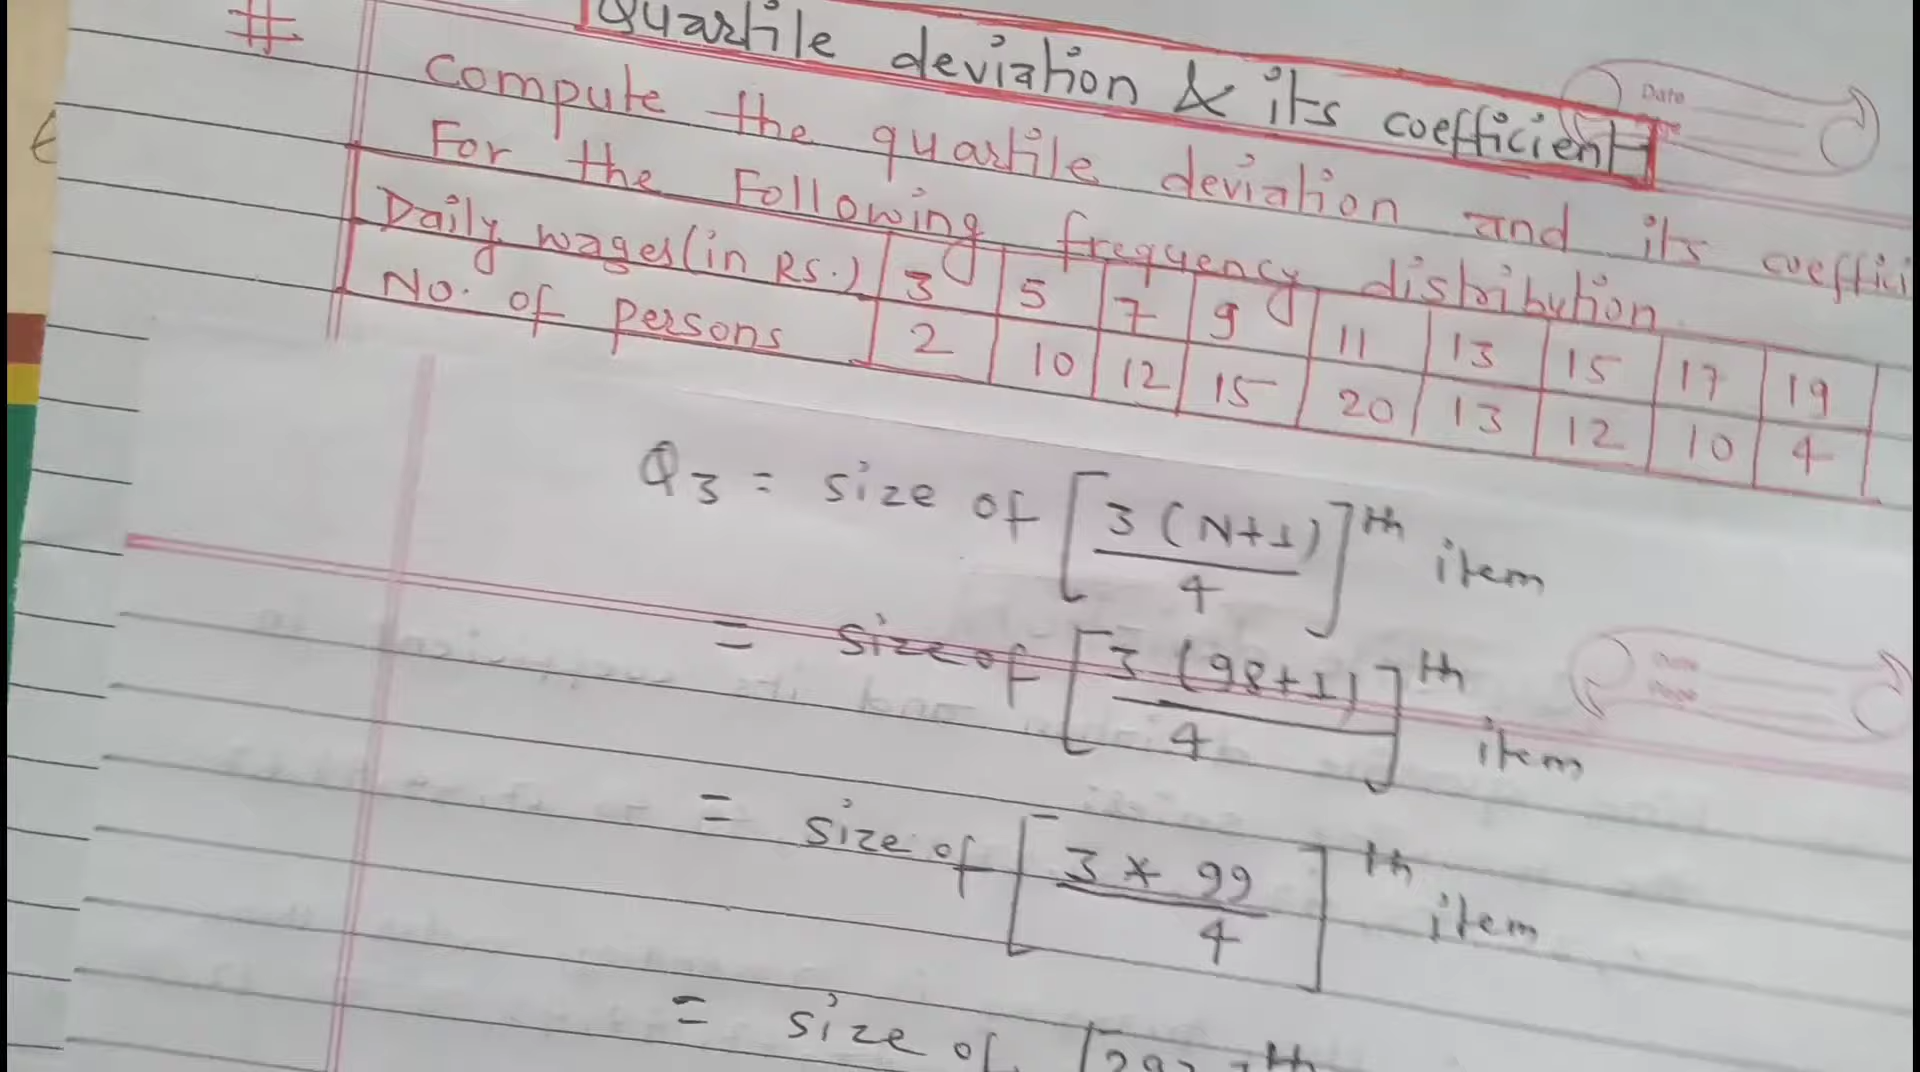 #
Quartile deviation & its coefficient
Date
compute the quartile deviation and its coeffici
For the Following frequency distribution
Daily wages (in Rs.) 3 5 7 9 11 13 15 17 19
No. of persons 2 10 12 15 20 13 12 10 4
Q3 = size of [3(N+1)/4]th item
= size of [3(98+1)/4]th item
= size of [3*99/4]th item
= size of [297 th